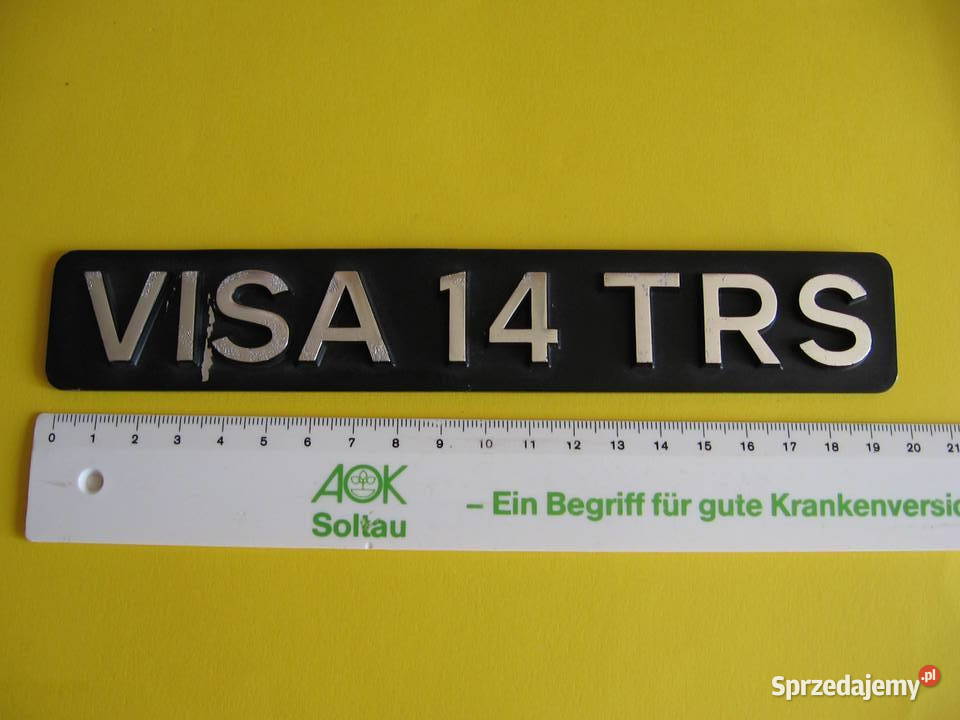 VISA 14 TRS
0 1 2 3 4 5 6 7 8 9 10 11 12 13 14 15 16 17 18 19 20 21
AOK
Soltau
– Ein Begriff für gute Krankenversic
Sprzedajemy.pl